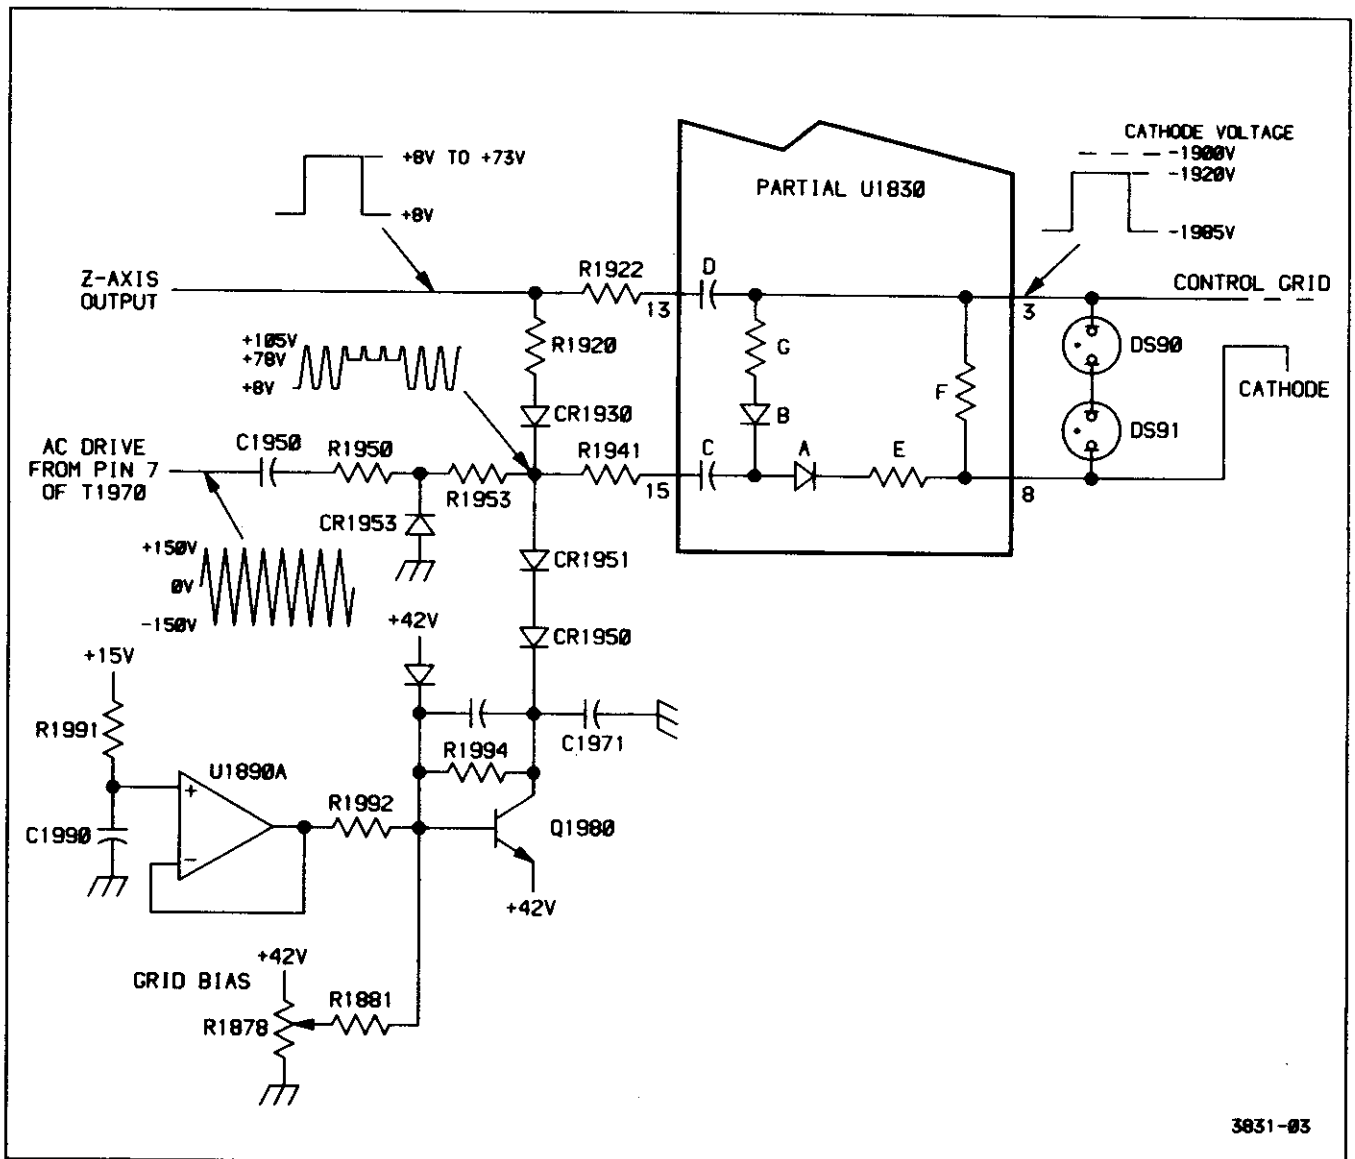 CATHODE VOLTAGE
-1900V
-1920V
-1985V
+8V TO +73V
+8V
PARTIAL U1830
Z-AXIS
OUTPUT
R1922
13
D
3
CONTROL GRID
R1920
G
F
DS90
+105V
+78V
+8V
CR1930
B
DS91
CATHODE
AC DRIVE
FROM PIN 7
OF T1970
C1950
R1950
R1953
R1941
15
C
A
E
8
CR1953
CR1951
+150V
0V
-150V
+42V
CR1950
+15V
R1991
R1994
C1971
U1890A
+
-
C1990
R1992
Q1980
+42V
+42V
GRID BIAS
R1878
R1881
3831-03